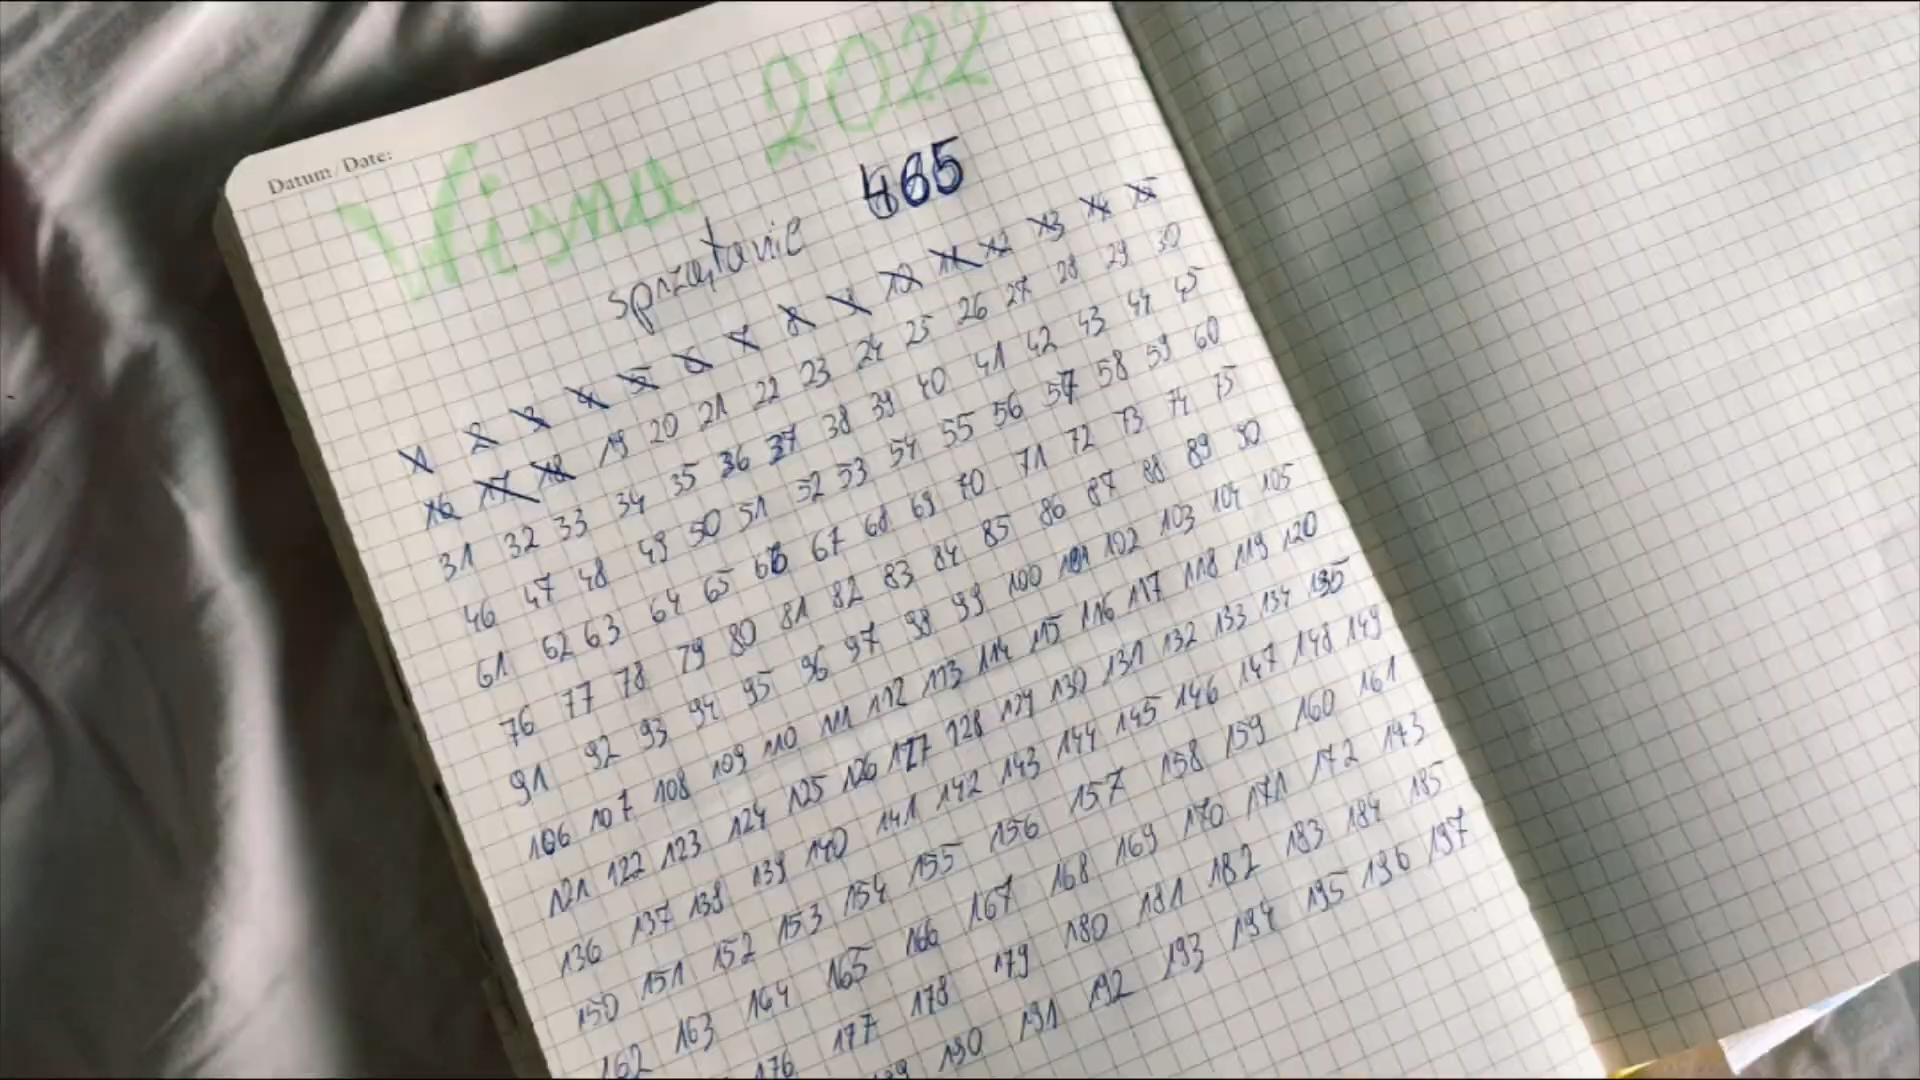 Datum / Date:
Wiosna 2022
sprzątanie 465
1 2 3 4 5 6 7 8 9 10 11 12 13 14 15
16 17 18 19 20 21 22 23 24 25 26 27 28 29 30
31 32 33 34 35 36 37 38 39 40 41 42 43 44 45
46 47 48 49 50 51 52 53 54 55 56 57 58 59 60
61 62 63 64 65 66 67 68 69 70 71 72 73 74 75
76 77 78 79 80 81 82 83 84 85 86 87 88 89 90
91 92 93 94 95 96 97 98 99 100 101 102 103 104 105
106 107 108 109 110 111 112 113 114 115 116 117 118 119 120
121 122 123 124 125 126 127 128 129 130 131 132 133 134 135
136 137 138 139 140 141 142 143 144 145 146 147 148 149
150 151 152 153 154 155 156 157 158 159 160 161
162 163 164 165 166 167 168 169 170 171 172 173
176 177 178 179 180 181 182 183 184 185
189 190 191 192 193 194 195 196 197